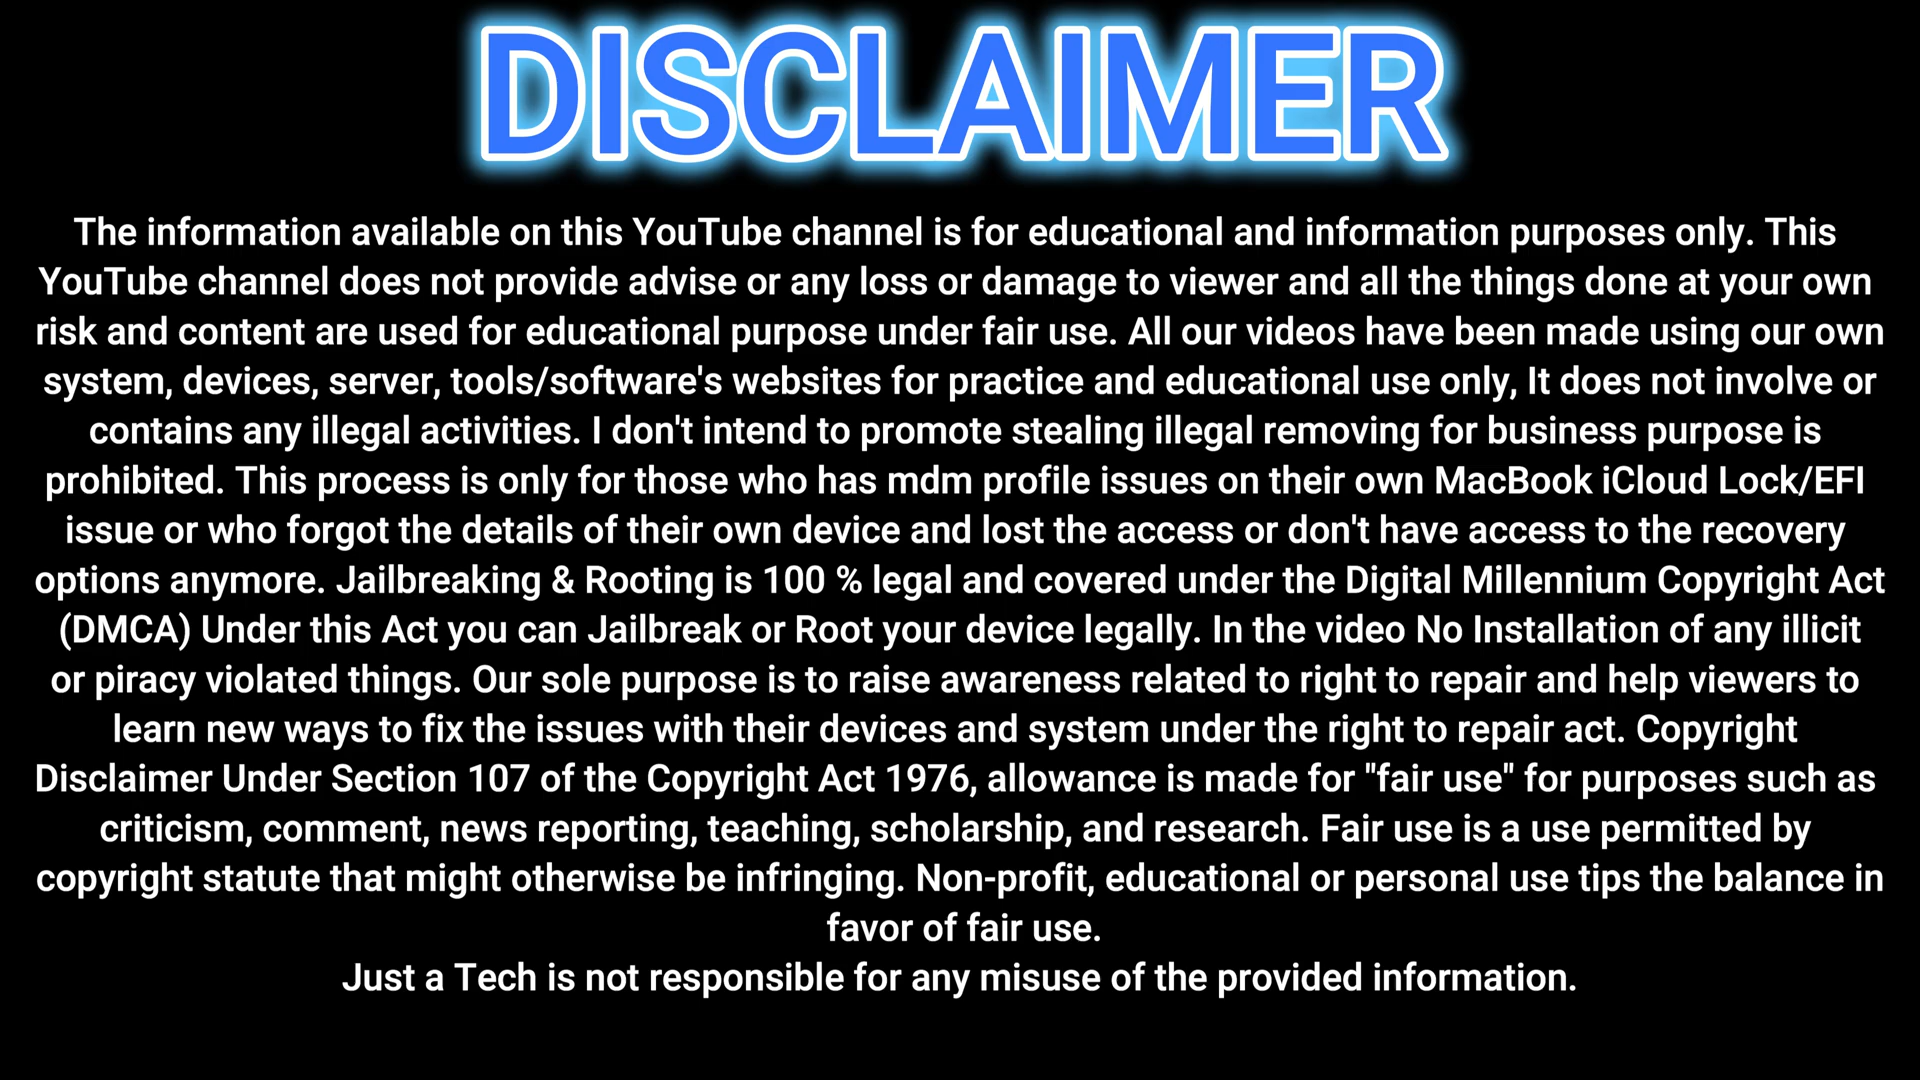 DISCLAIMER
The information available on this YouTube channel is for educational and information purposes only. This
YouTube channel does not provide advise or any loss or damage to viewer and all the things done at your own
risk and content are used for educational purpose under fair use. All our videos have been made using our own
system, devices, server, tools/software's websites for practice and educational use only, It does not involve or
contains any illegal activities. I don't intend to promote stealing illegal removing for business purpose is
prohibited. This process is only for those who has mdm profile issues on their own MacBook iCloud Lock/EFI
issue or who forgot the details of their own device and lost the access or don't have access to the recovery
options anymore. Jailbreaking & Rooting is 100 % legal and covered under the Digital Millennium Copyright Act
(DMCA) Under this Act you can Jailbreak or Root your device legally. In the video No Installation of any illicit
or piracy violated things. Our sole purpose is to raise awareness related to right to repair and help viewers to
learn new ways to fix the issues with their devices and system under the right to repair act. Copyright
Disclaimer Under Section 107 of the Copyright Act 1976, allowance is made for "fair use" for purposes such as
criticism, comment, news reporting, teaching, scholarship, and research. Fair use is a use permitted by
copyright statute that might otherwise be infringing. Non-profit, educational or personal use tips the balance in
favor of fair use.
Just a Tech is not responsible for any misuse of the provided information.